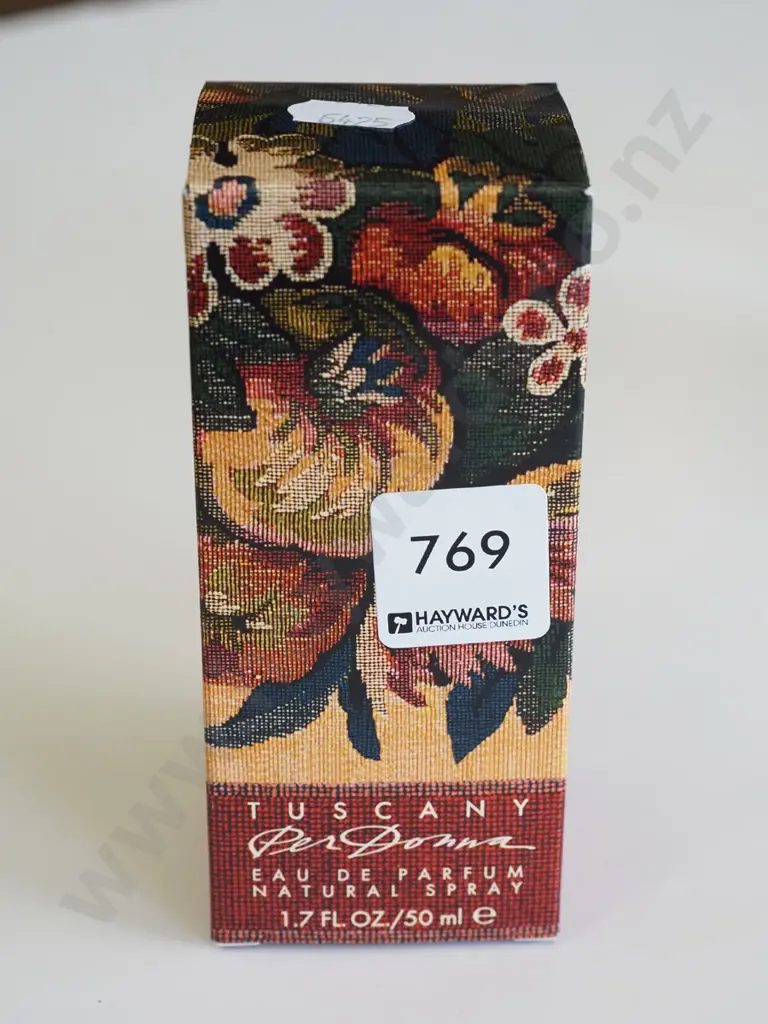 6425
769
HAYWARD'S
AUCTION HOUSE DUNEDIN
TUSCANY
Per Donna
EAU DE PARFUM
NATURAL SPRAY
1.7 FL. OZ./50 ml e